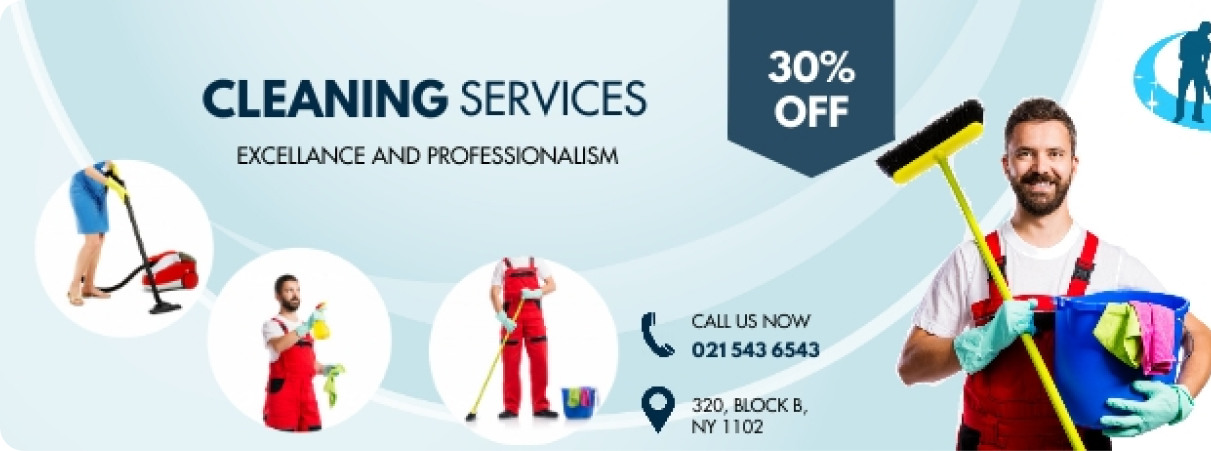 CLEANING SERVICES
EXCELLANCE AND PROFESSIONALISM
30%
OFF
CALL US NOW
021 543 6543
320, BLOCK B,
NY 1102